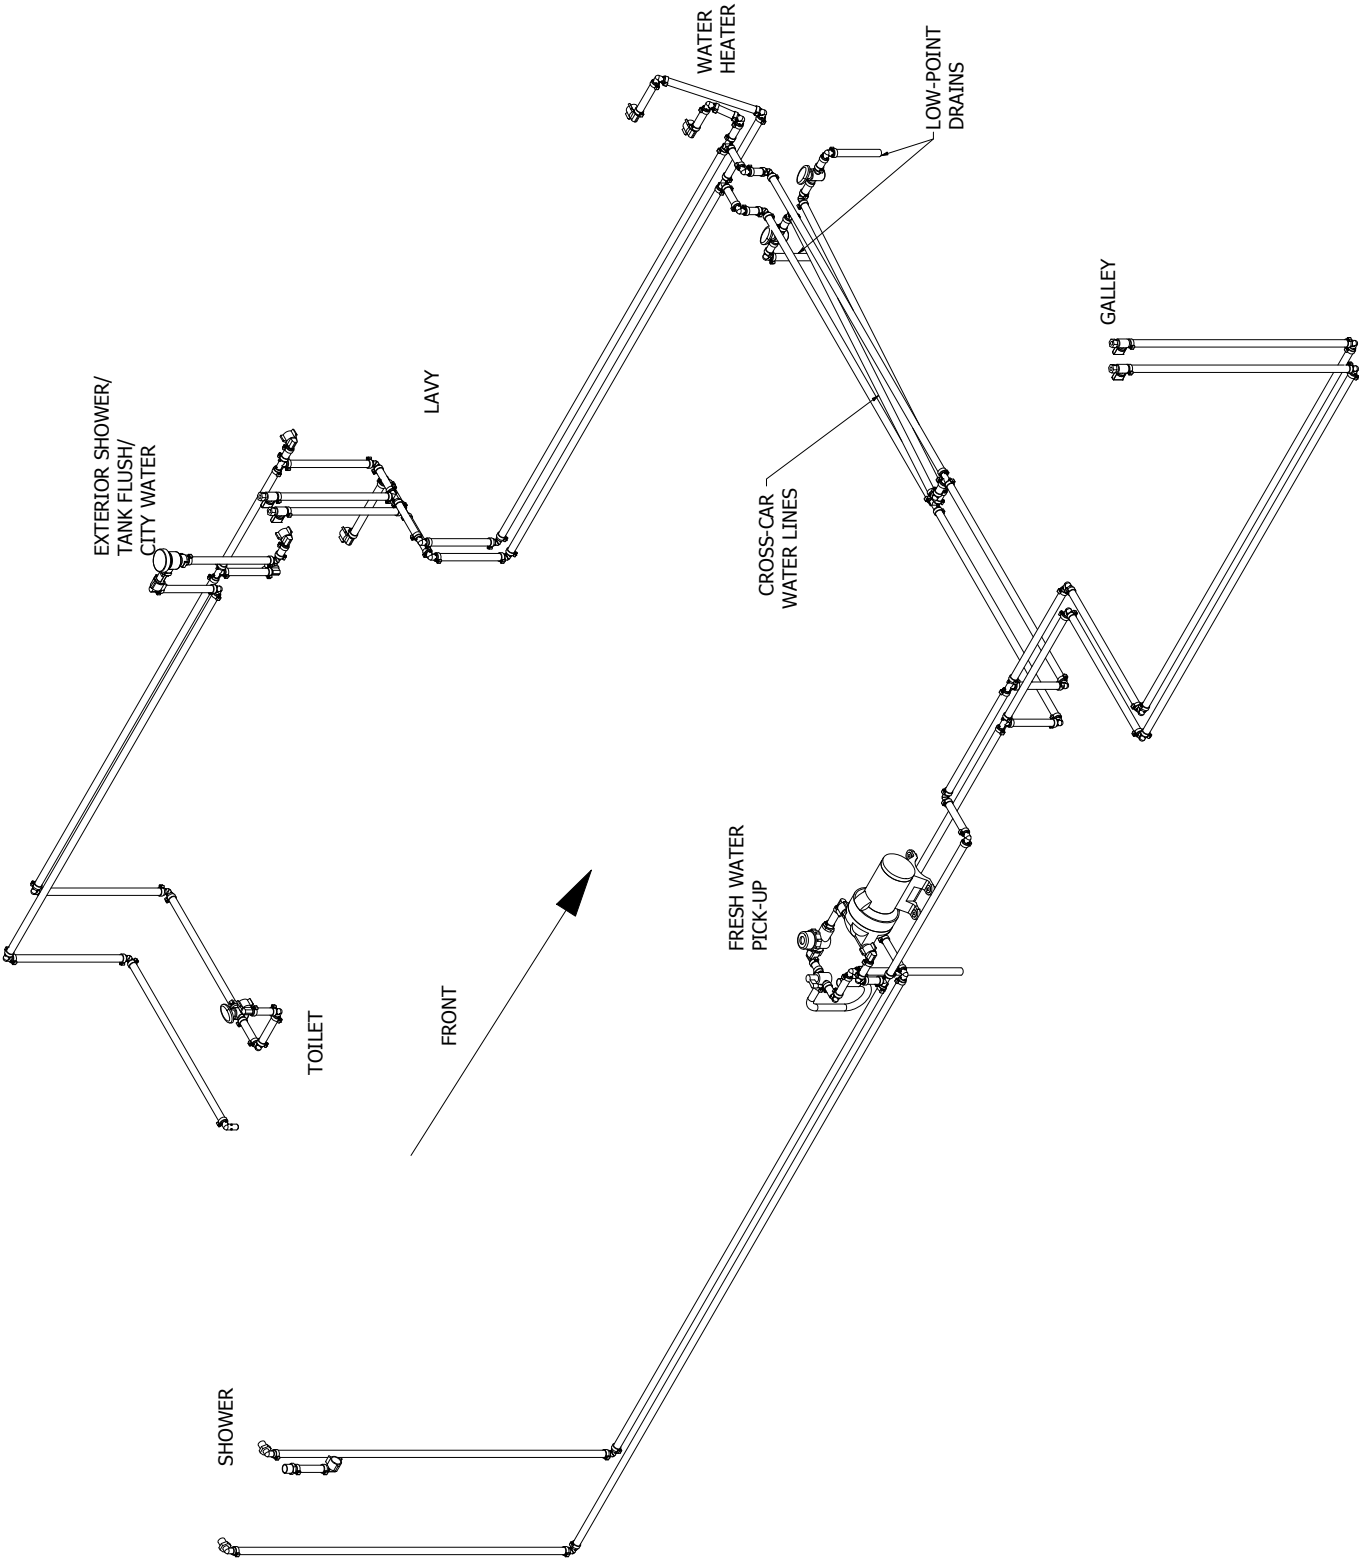 WATER
HEATER
LOW-POINT
DRAINS
GALLEY
LAVY
EXTERIOR SHOWER/
TANK FLUSH/
CITY WATER
CROSS-CAR
WATER LINES
FRESH WATER
PICK-UP
FRONT
TOILET
SHOWER